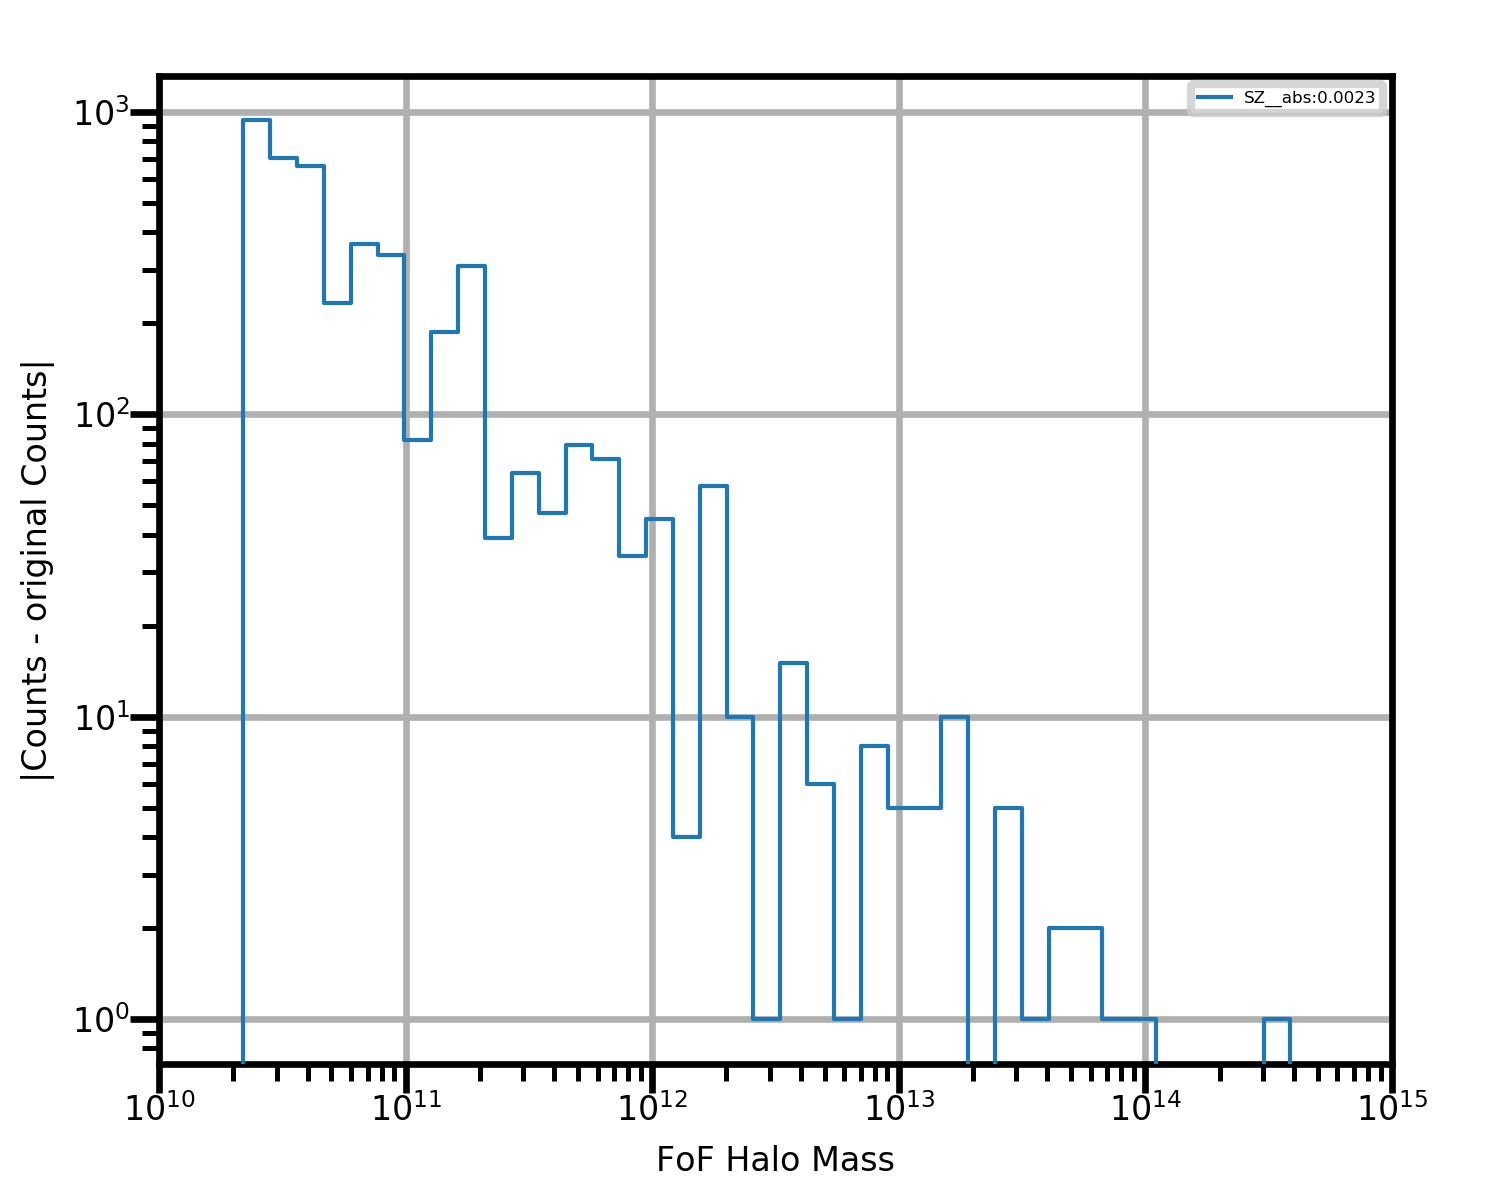 SZ__abs:0.0023
10³
10²
10¹
10⁰
|Counts - original Counts|
10¹⁰ 10¹¹ 10¹² 10¹³ 10¹⁴ 10¹⁵
FoF Halo Mass